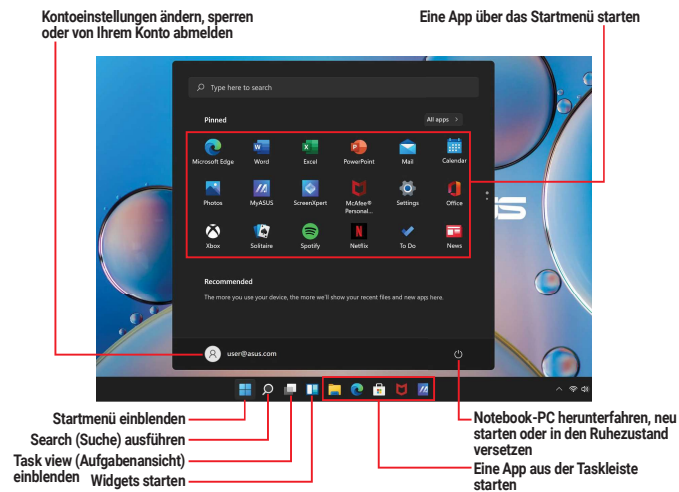 Kontoeinstellungen ändern, sperren
oder von Ihrem Konto abmelden
Eine App über das Startmenü starten
Type here to search
Pinned
All apps >
Microsoft Edge
Word
Excel
PowerPoint
Mail
Calendar
Photos
MyASUS
ScreenXpert
McAfee®
Personal...
Settings
Office
Xbox
Solitaire
Spotify
Netflix
To Do
News
Recommended
The more you use your device, the more we'll show your recent files and new apps here.
user@asus.com
Startmenü einblenden
Search (Suche) ausführen
Task view (Aufgabenansicht)
einblenden
Widgets starten
Notebook-PC herunterfahren, neu
starten oder in den Ruhezustand
versetzen
Eine App aus der Taskleiste
starten